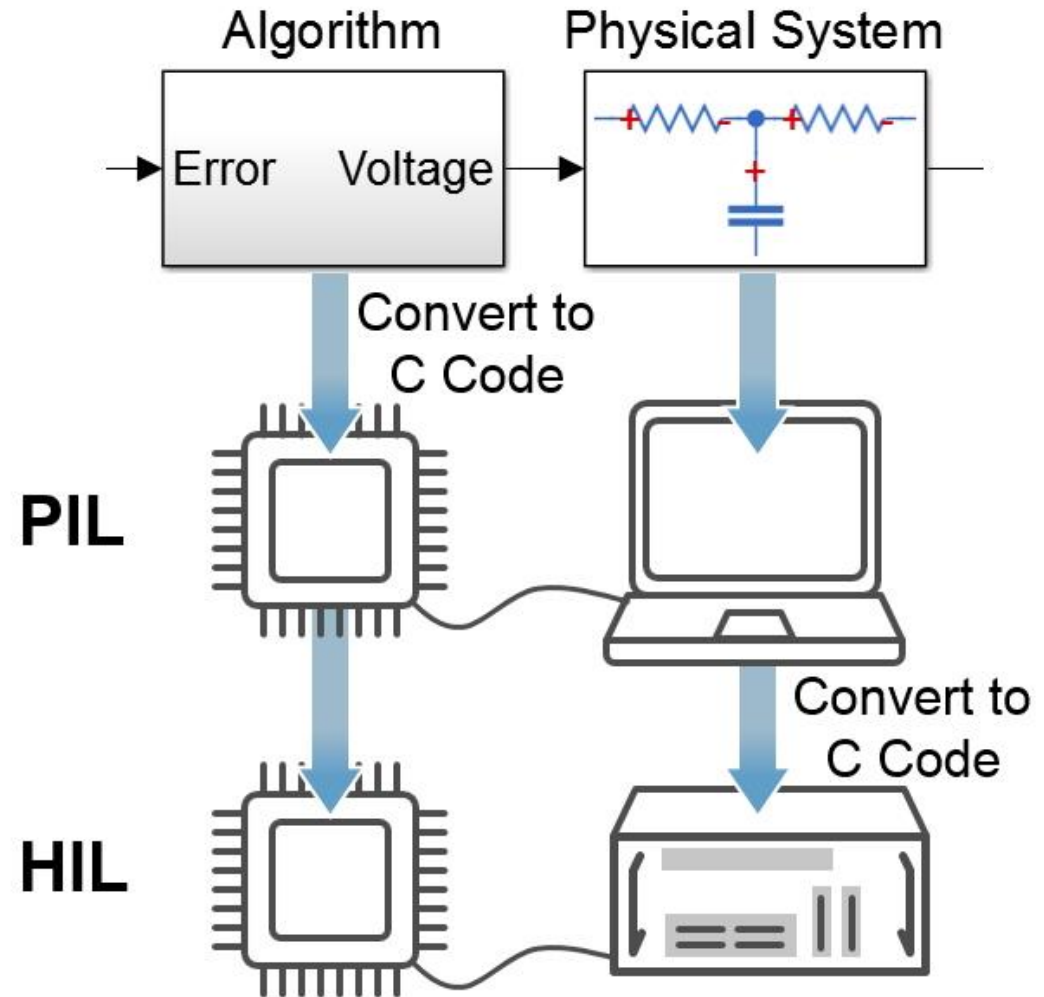 Algorithm
Physical System
Error
Voltage
Convert to
C Code
PIL
Convert to
C Code
HIL